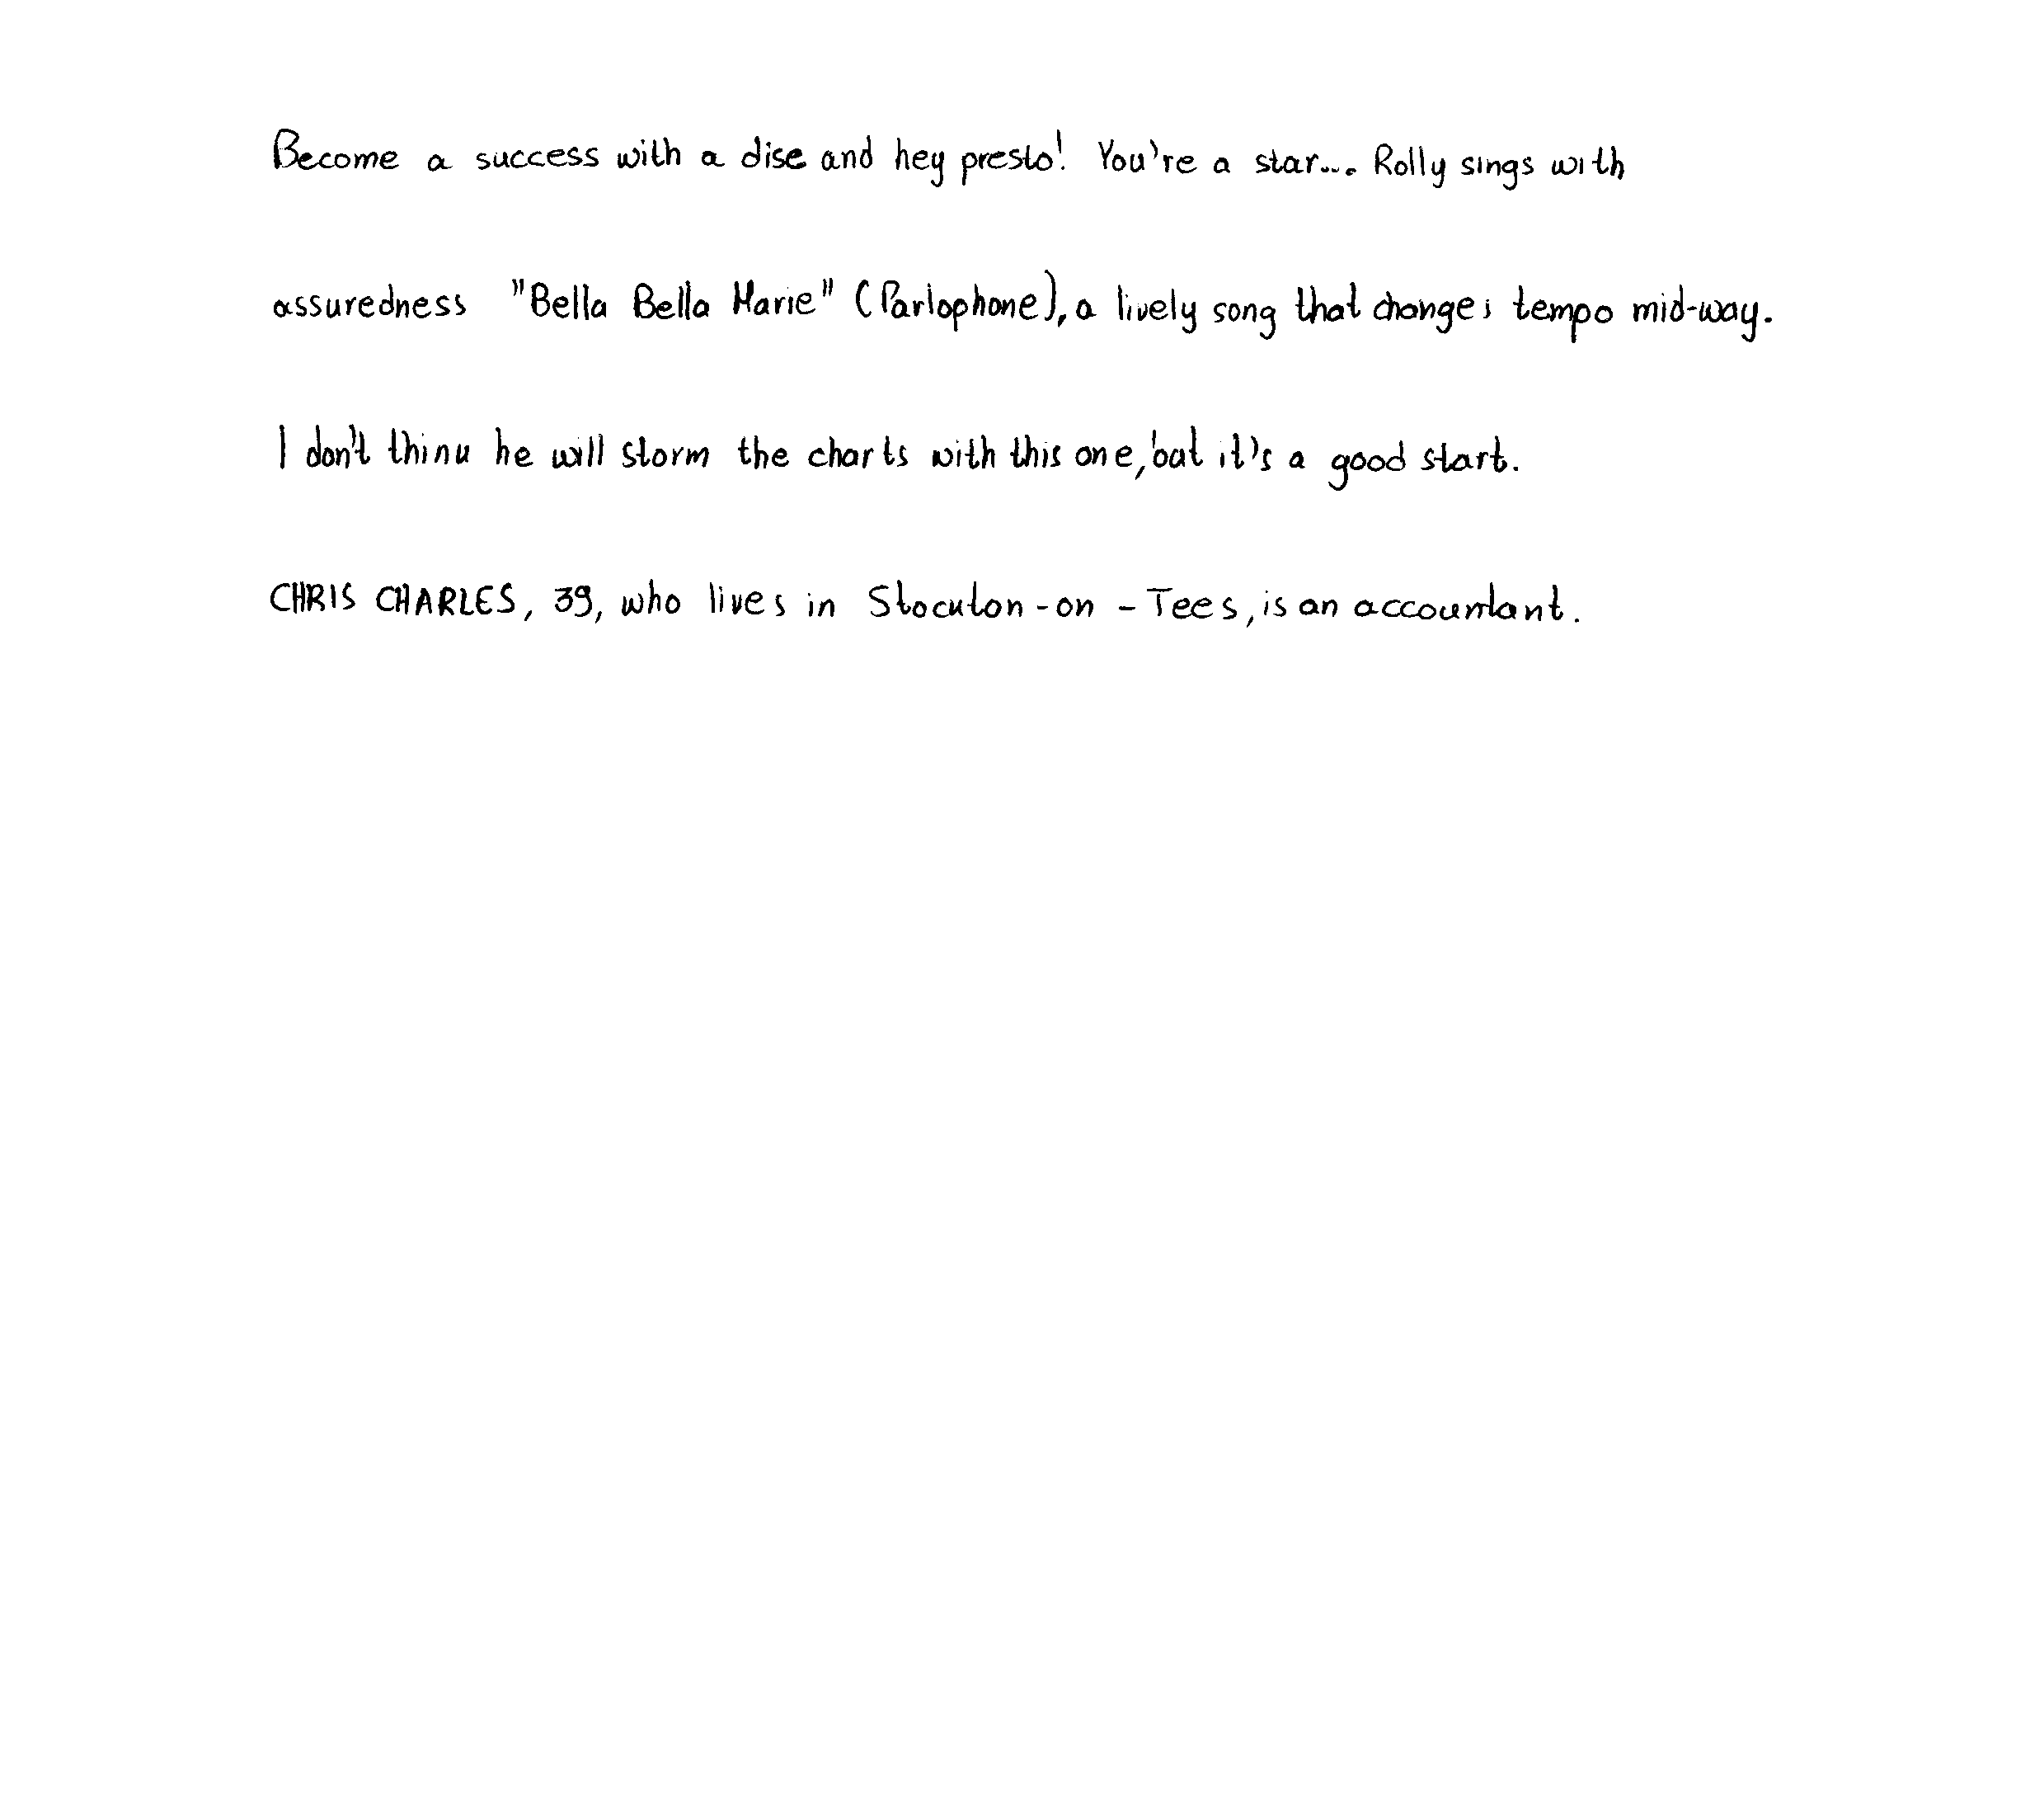 Become a success with a dise and hey presto! You're a star... Rolly sings with
assuredness "Bella Bella Marie" (Parlophone), a lively song that changes tempo mid-way.
I don't think he will storm the charts with this one, but it's a good start.
CHRIS CHARLES, 39, who lives in Stockton-on-Tees, is an accountant.